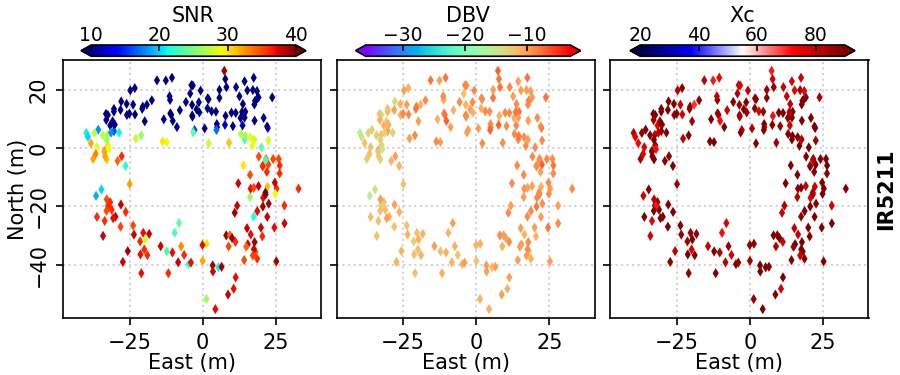 SNR DBV Xc
10 20 30 40 −30 −20 −10 20 40 60 80
20
0
−20
−40
North (m)
−25 0 25 −25 0 25 −25 0 25
East (m) East (m) East (m)
IR5211